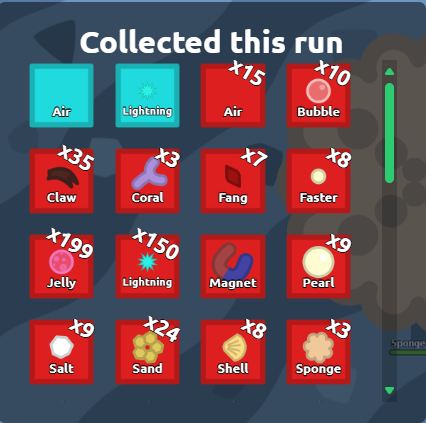 Collected this run
Air
Lightning
x15
Air
x10
Bubble
x35
Claw
x3
Coral
x7
Fang
x8
Faster
x199
Jelly
x150
Lightning
Magnet
x9
Pearl
x9
Salt
x24
Sand
x8
Shell
x3
Sponge
Sponge